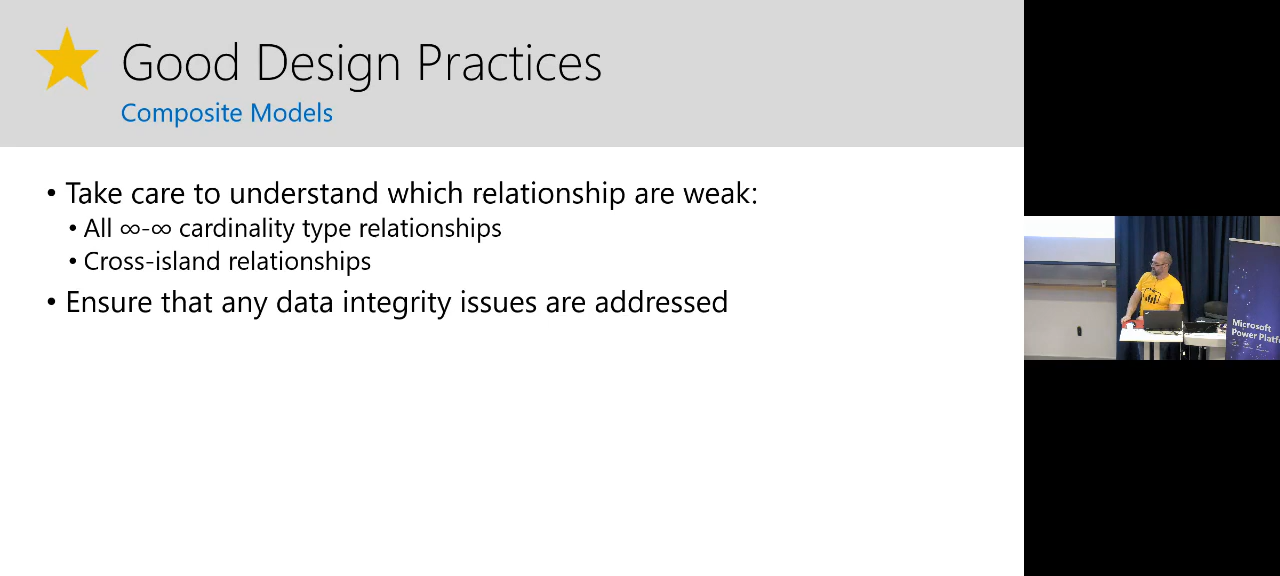 Good Design Practices
Composite Models
• Take care to understand which relationship are weak:
• All ∞-∞ cardinality type relationships
• Cross-island relationships
• Ensure that any data integrity issues are addressed
Microsoft
Power Platf